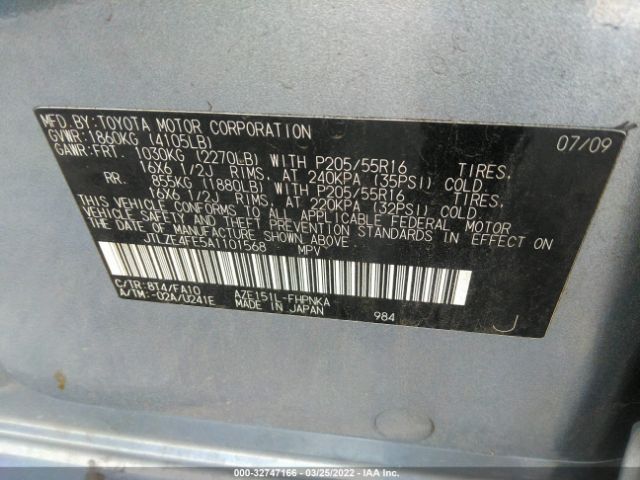 MFD.BY:TOYOTA MOTOR CORPORATION 07/09
GVWR:1860KG (4105LB)
GAWR:FRT. 1030KG (2270LB) WITH P205/55R16 TIRES,
16X6 1/2J RIMS, AT 240KPA (35PSI) COLD
RR. 855KG (1880LB) WITH P205/55R16 TIRES,
16X6 1/2J RIMS, AT 220KPA (32PSI) COLD
THIS VEHICLE CONFORMS TO ALL APPLICABLE FEDERAL MOTOR
VEHICLE SAFETY AND THEFT PREVENTION STANDARDS IN EFFECT ON
THE DATE OF MANUFACTURE SHOWN ABOVE.
JTLZE4FE5A1101568 MPV
C/TR:8T4/FA10 AZE151L-FHPNKA
A/TM:-02A/U241E MADE IN JAPAN 984 J
000-32747166 - 03/25/2022 - IAA Inc.